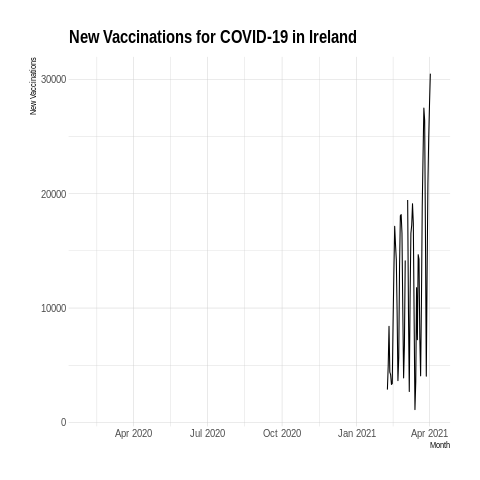 New Vaccinations for COVID-19 in Ireland
New Vaccinations
30000
20000
10000
0
Apr 2020 Jul 2020 Oct 2020 Jan 2021 Apr 2021
Month